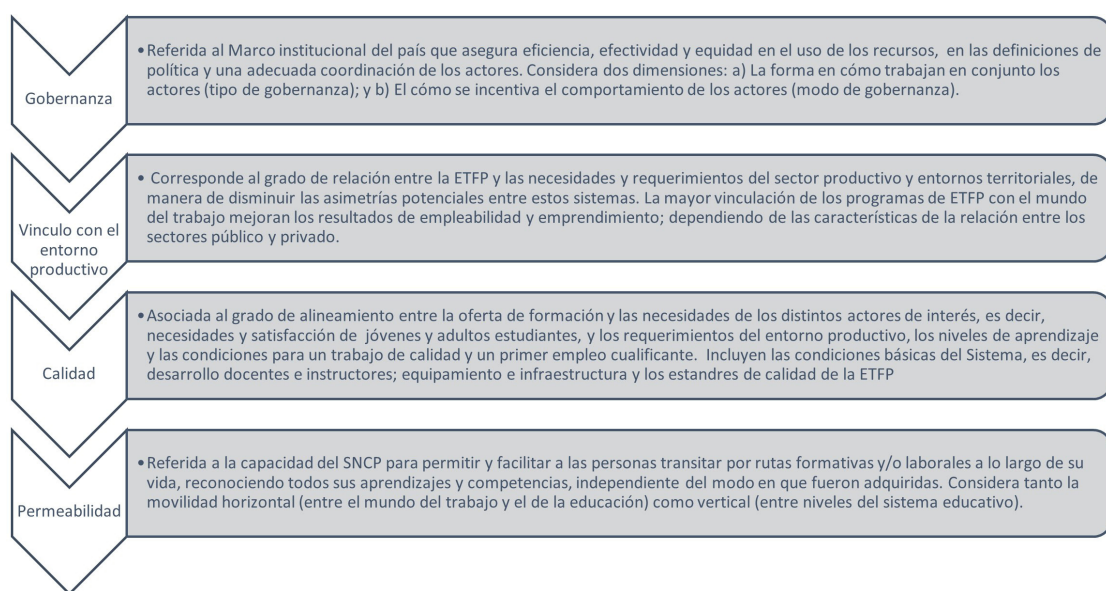 Gobernanza
•Referida al Marco institucional del país que asegura eficiencia, efectividad y equidad en el uso de los recursos, en las definiciones de
política y una adecuada coordinación de los actores. Considera dos dimensiones: a) La forma en cómo trabajan en conjunto los
actores (tipo de gobernanza); y b) El cómo se incentiva el comportamiento de los actores (modo de gobernanza).
Vinculo con el
entorno
productivo
• Corresponde al grado de relación entre la ETFP y las necesidades y requerimientos del sector productivo y entornos territoriales, de
manera de disminuir las asimetrías potenciales entre estos sistemas. La mayor vinculación de los programas de ETFP con el mundo
del trabajo mejoran los resultados de empleabilidad y emprendimiento; dependiendo de las características de la relación entre los
sectores público y privado.
Calidad
•Asociada al grado de alineamiento entre la oferta de formación y las necesidades de los distintos actores de interés, es decir,
necesidades y satisfacción de jóvenes y adultos estudiantes, y los requerimientos del entorno productivo, los niveles de aprendizaje
y las condiciones para un trabajo de calidad y un primer empleo cualificante. Incluyen las condiciones básicas del Sistema, es decir,
desarrollo docentes e instructores; equipamiento e infraestructura y los estandres de calidad de la ETFP
Permeabilidad
•Referida a la capacidad del SNCP para permitir y facilitar a las personas transitar por rutas formativas y/o laborales a lo largo de su
vida, reconociendo todos sus aprendizajes y competencias, independiente del modo en que fueron adquiridas. Considera tanto la
movilidad horizontal (entre el mundo del trabajo y el de la educación) como vertical (entre niveles del sistema educativo).